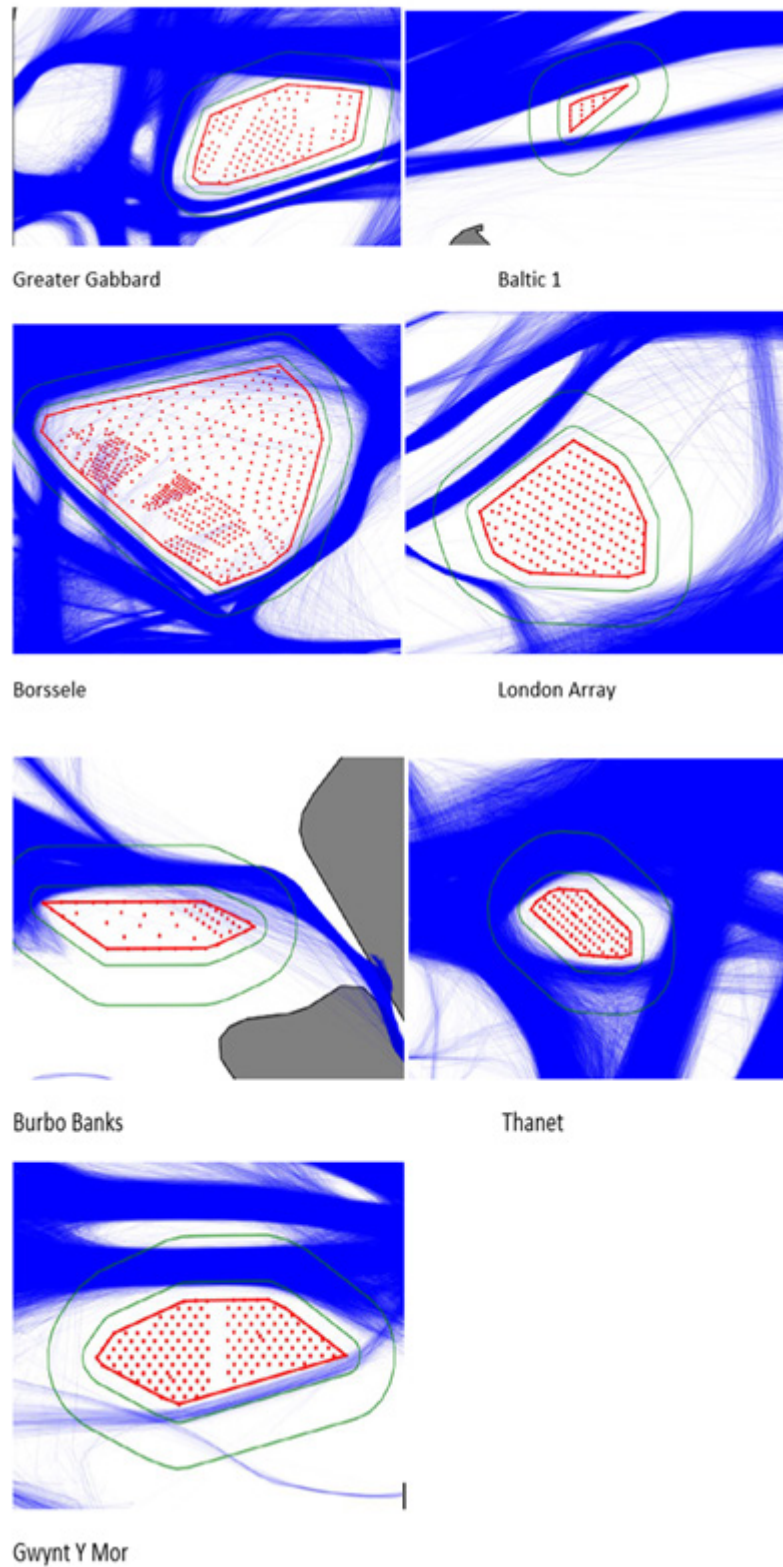 Greater Gabbard
Baltic 1
Borssele
London Array
Burbo Banks
Thanet
Gwynt Y Mor